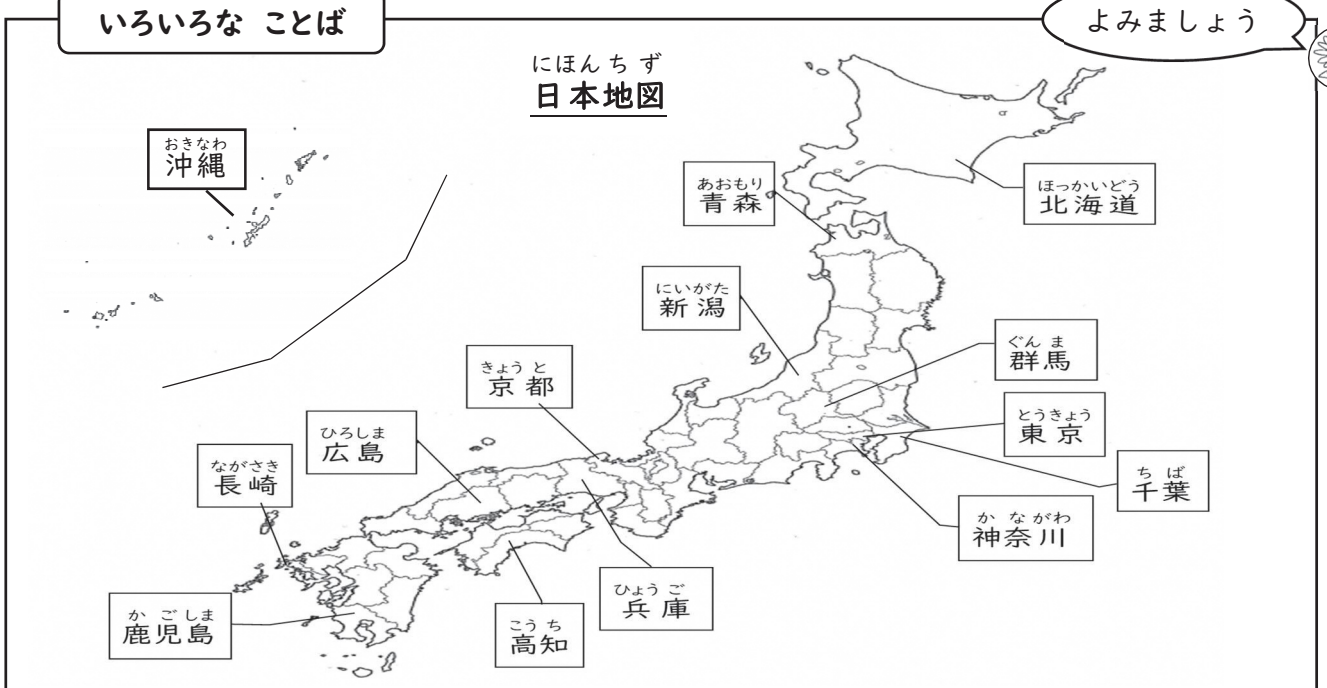 いろいろな ことば
よみましょう
にほんちず
日本地図
おきなわ
沖縄
あおもり
青森
ほっかいどう
北海道
にいがた
新潟
ぐんま
群馬
きょうと
京都
とうきょう
東京
ひろしま
広島
ながさき
長崎
ちば
千葉
かながわ
神奈川
ひょうご
兵庫
かごしま
鹿児島
こうち
高知